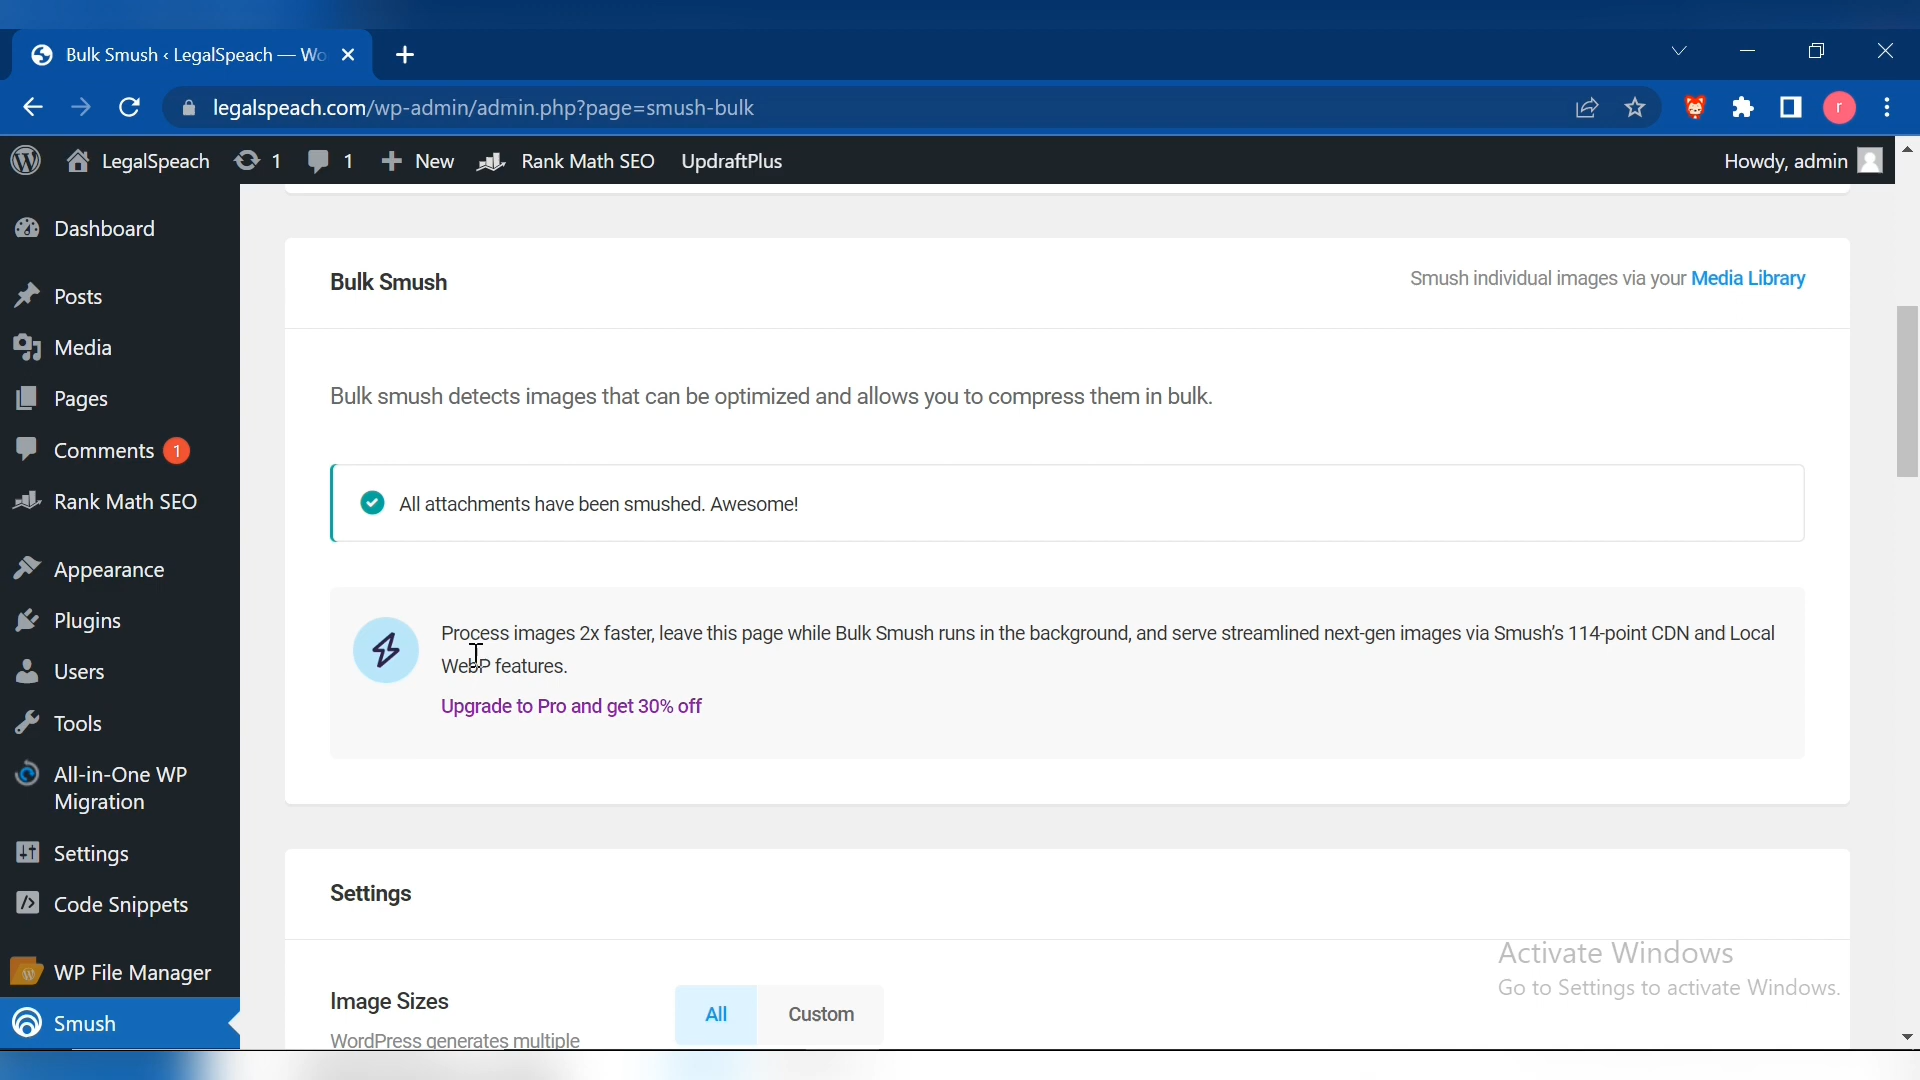 Bulk Smush ‹ LegalSpeach — Wo
legalspeach.com/wp-admin/admin.php?page=smush-bulk
r
LegalSpeach 1 1 New Rank Math SEO UpdraftPlus Howdy, admin
Dashboard
Posts
Media
Pages
Comments 1
Rank Math SEO
Appearance
Plugins
Users
Tools
All-in-One WP
Migration
Settings
Code Snippets
WP File Manager
Smush
Bulk Smush
Smush individual images via your Media Library
Bulk smush detects images that can be optimized and allows you to compress them in bulk.
All attachments have been smushed. Awesome!
Process images 2x faster, leave this page while Bulk Smush runs in the background, and serve streamlined next-gen images via Smush's 114-point CDN and Local
WebP features.
Upgrade to Pro and get 30% off
Settings
Image Sizes
All Custom
WordPress generates multiple
Activate Windows
Go to Settings to activate Windows.